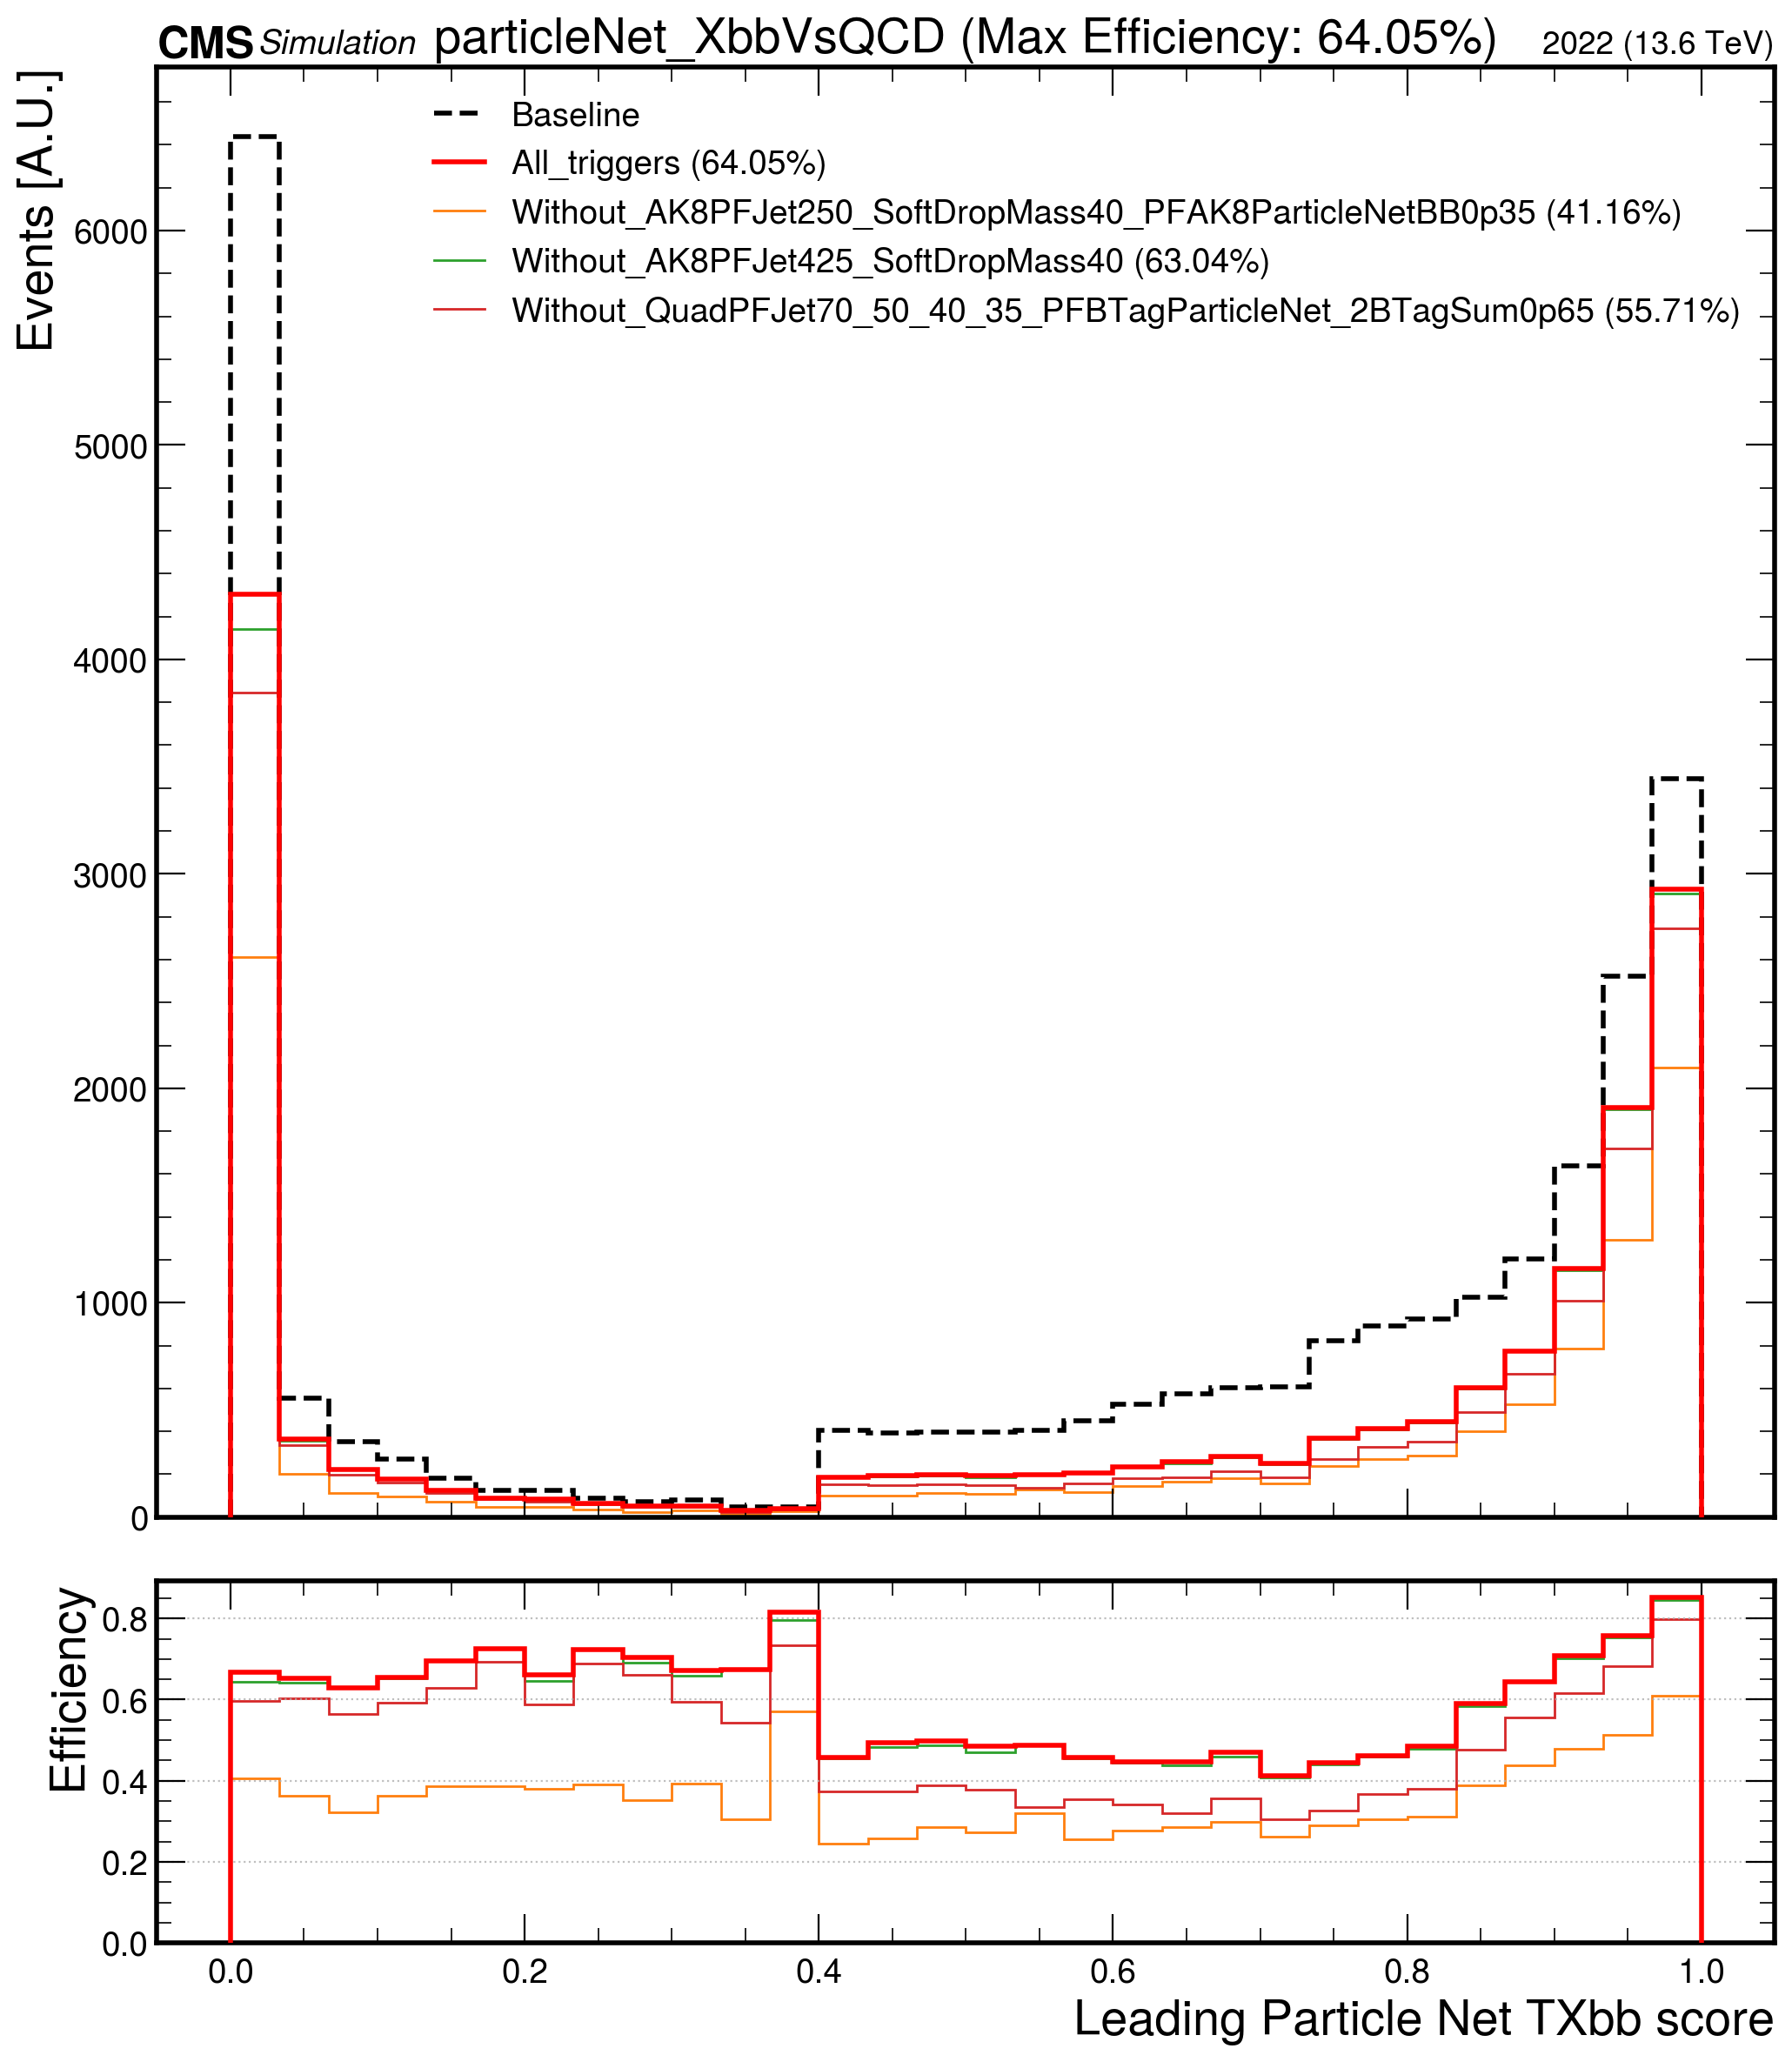 CMS Simulation particleNet_XbbVsQCD (Max Efficiency: 64.05%) 2022 (13.6 TeV)
Events [A.U.]
Baseline
All_triggers (64.05%)
Without_AK8PFJet250_SoftDropMass40_PFAK8ParticleNetBB0p35 (41.16%)
Without_AK8PFJet425_SoftDropMass40 (63.04%)
Without_QuadPFJet70_50_40_35_PFBTagParticleNet_2BTagSum0p65 (55.71%)
6000
5000
4000
3000
2000
1000
0
Efficiency
0.8
0.6
0.4
0.2
0.0
0.0 0.2 0.4 0.6 0.8 1.0
Leading Particle Net TXbb score